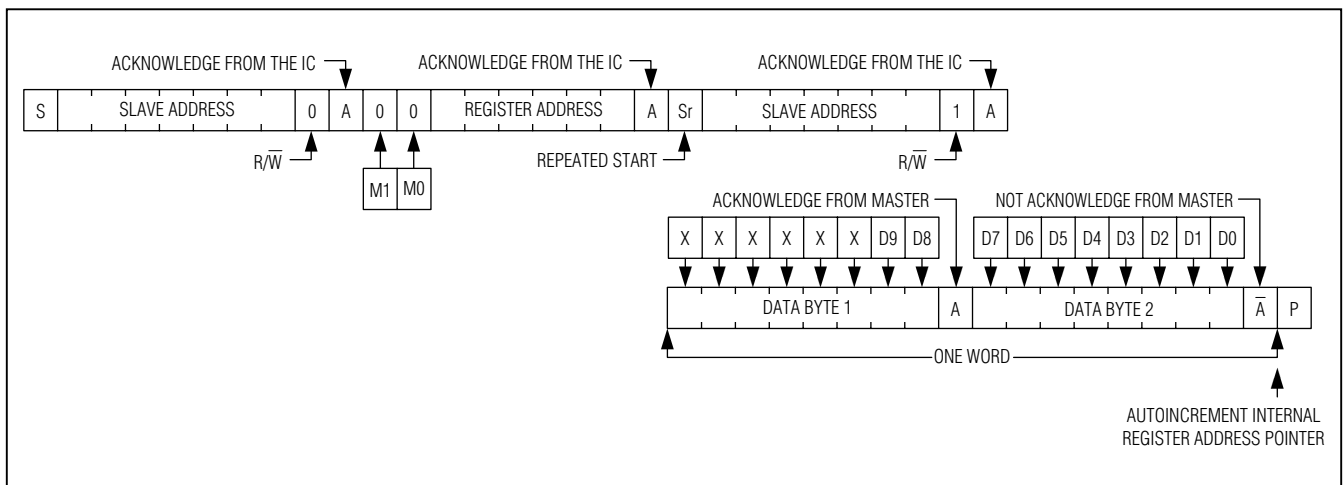 ACKNOWLEDGE FROM THE IC ACKNOWLEDGE FROM THE IC ACKNOWLEDGE FROM THE IC
S SLAVE ADDRESS 0 A 0 0 REGISTER ADDRESS A Sr SLAVE ADDRESS 1 A
R/W̅ REPEATED START R/W̅
M1 M0
ACKNOWLEDGE FROM MASTER NOT ACKNOWLEDGE FROM MASTER
X X X X X X D9 D8 D7 D6 D5 D4 D3 D2 D1 D0
DATA BYTE 1 A DATA BYTE 2 A̅ P
ONE WORD
AUTOINCREMENT INTERNAL
REGISTER ADDRESS POINTER